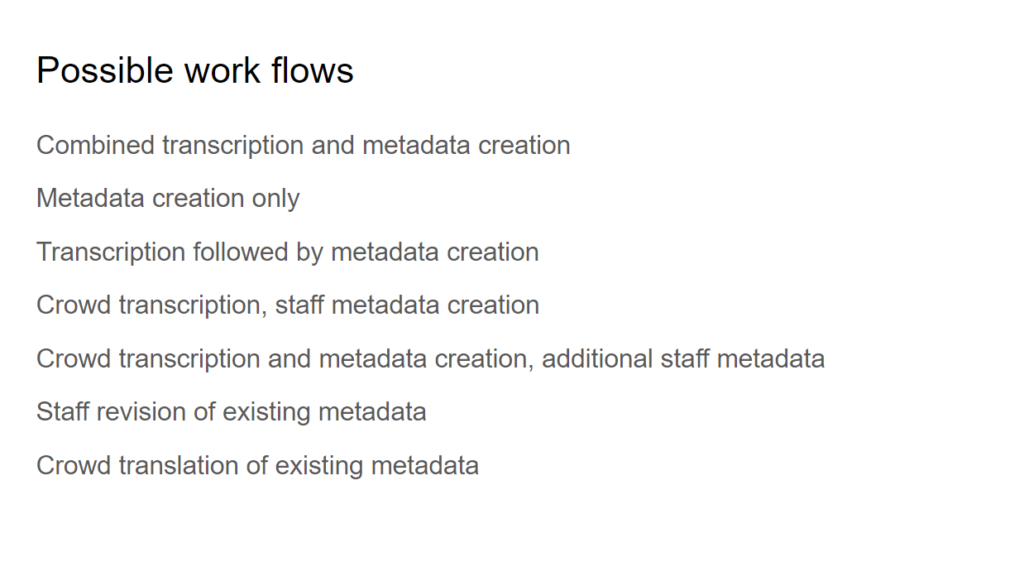 Possible work flows
Combined transcription and metadata creation
Metadata creation only
Transcription followed by metadata creation
Crowd transcription, staff metadata creation
Crowd transcription and metadata creation, additional staff metadata
Staff revision of existing metadata
Crowd translation of existing metadata